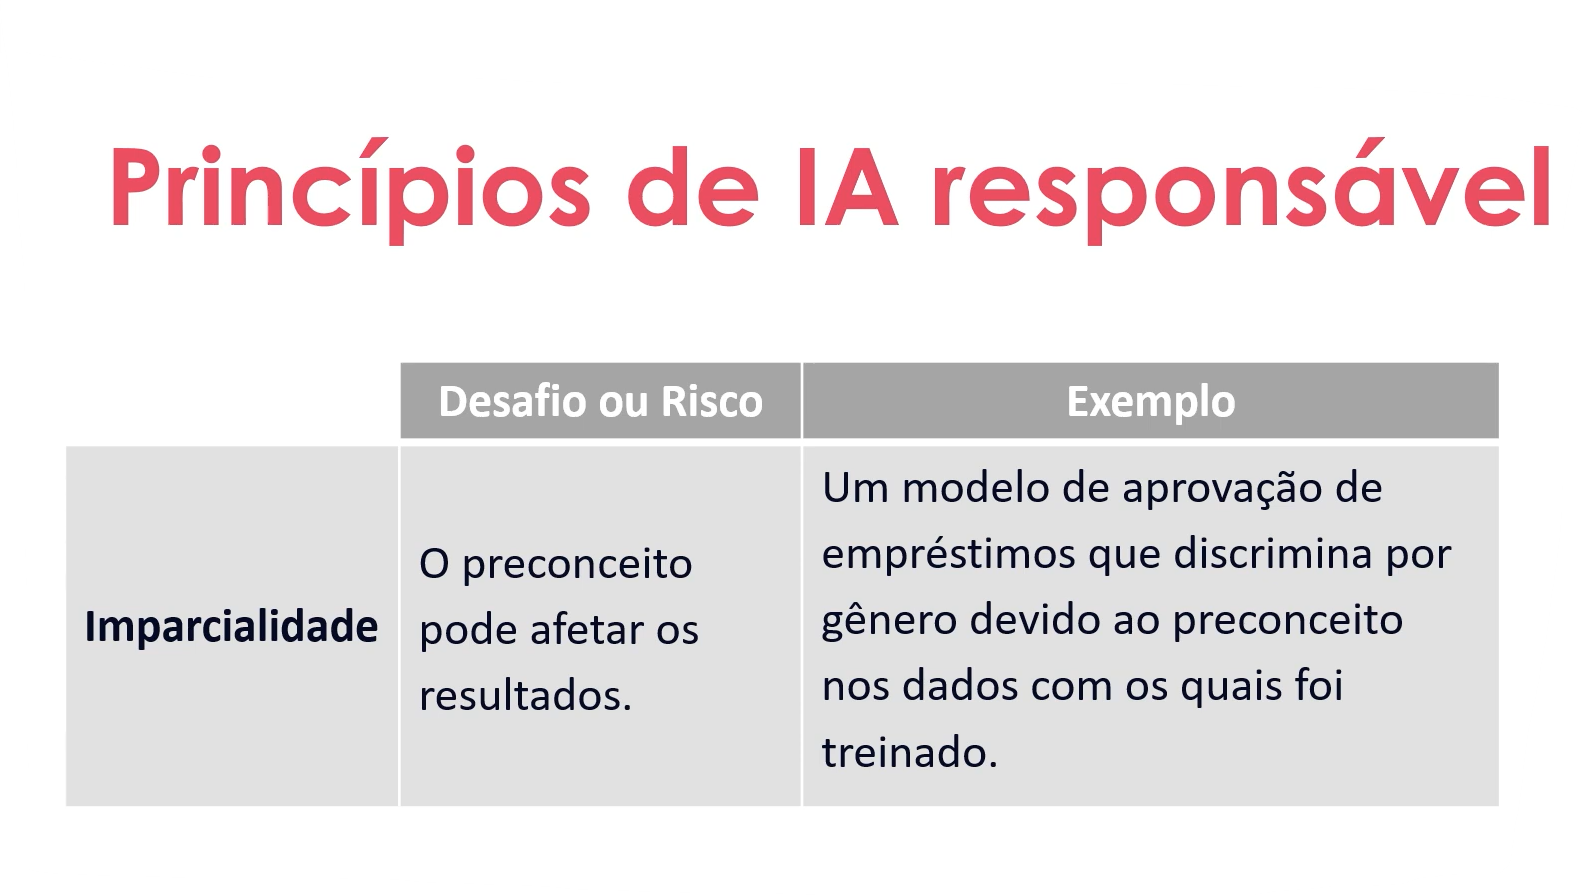 Princípios de IA responsável
Desafio ou Risco
Exemplo
Imparcialidade
O preconceito
pode afetar os
resultados.
Um modelo de aprovação de
empréstimos que discrimina por
gênero devido ao preconceito
nos dados com os quais foi
treinado.